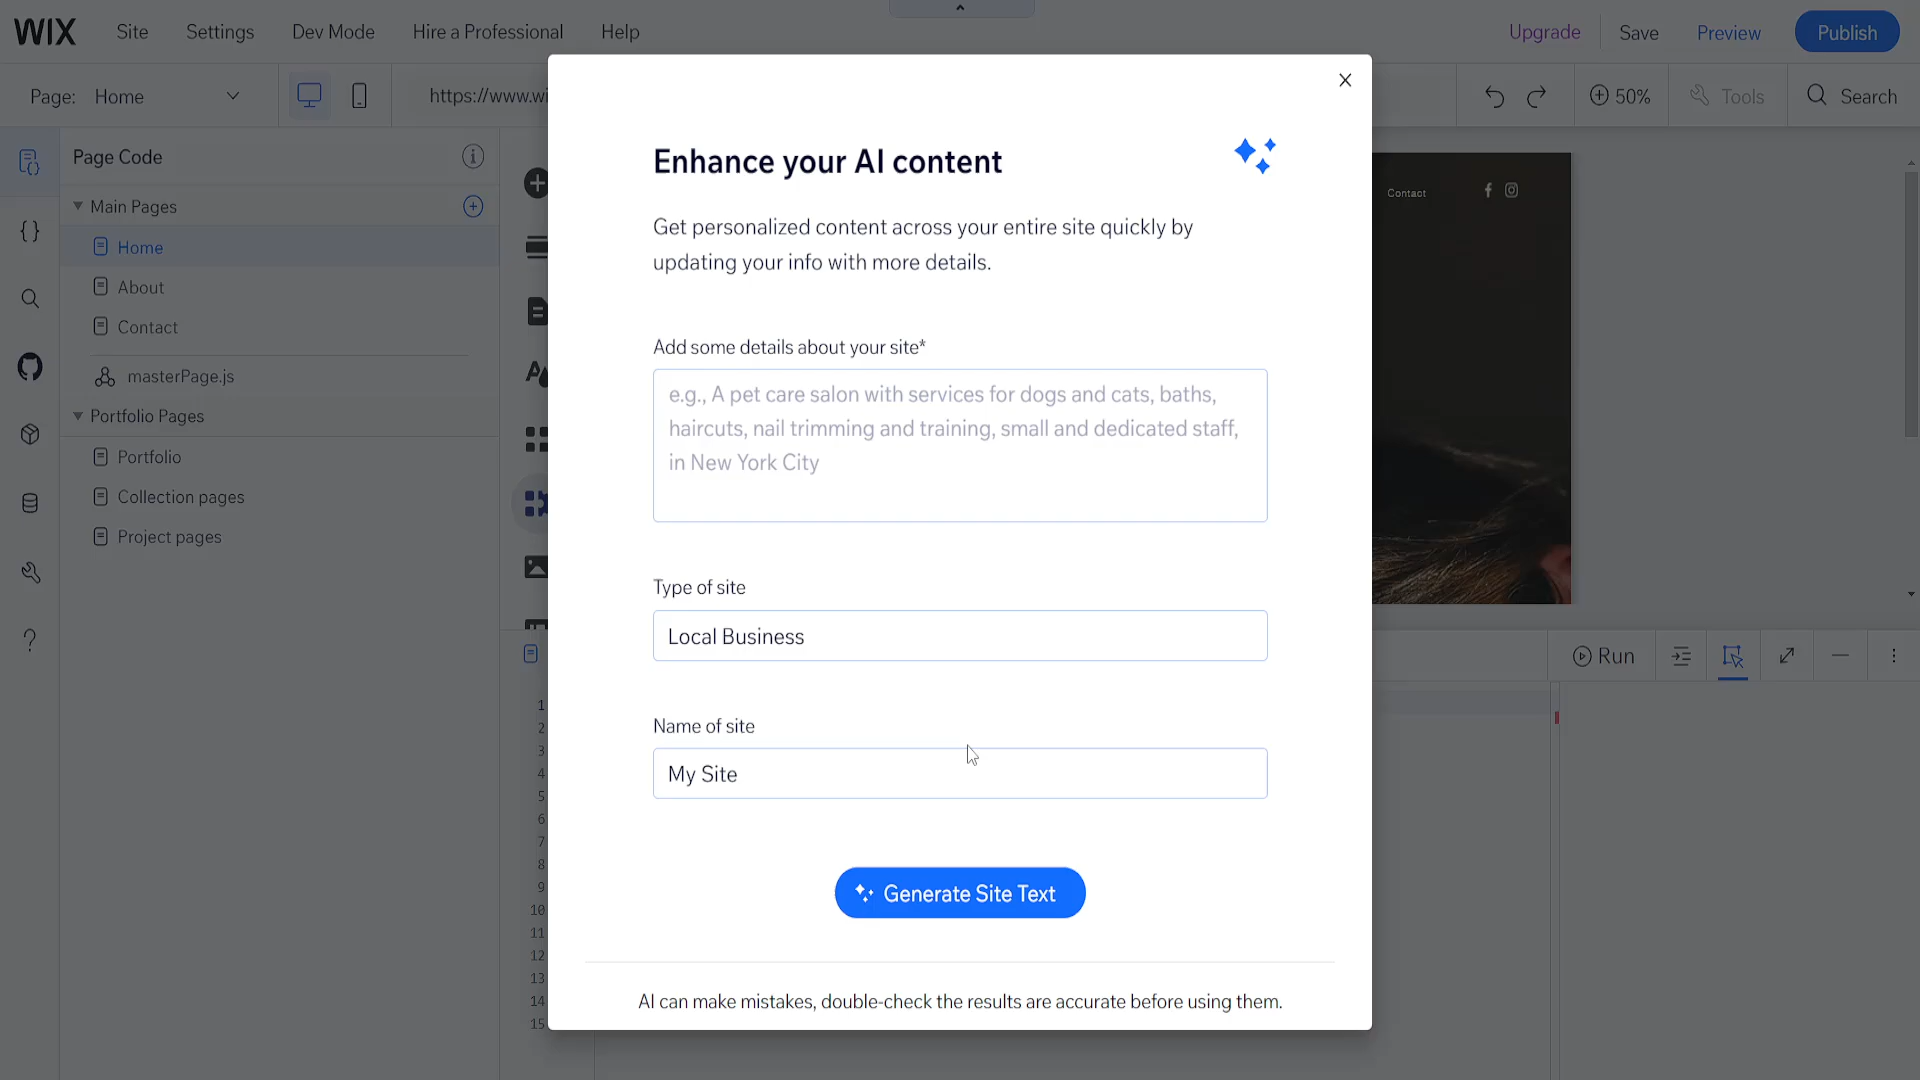 WIX Site Settings Dev Mode Hire a Professional Help Upgrade Save Preview Publish
Page: Home https://www.wi 50% Tools Search
Page Code
Main Pages
Home
About
Contact
masterPage.js
Portfolio Pages
Portfolio
Collection pages
Project pages
Enhance your AI content
Get personalized content across your entire site quickly by
updating your info with more details.
Add some details about your site*
e.g., A pet care salon with services for dogs and cats, baths,
haircuts, nail trimming and training, small and dedicated staff,
in New York City
Type of site
Local Business
Name of site
My Site
Generate Site Text
AI can make mistakes, double-check the results are accurate before using them.
Contact
Run
1
2
3
4
5
6
7
8
9
10
11
12
13
14
15